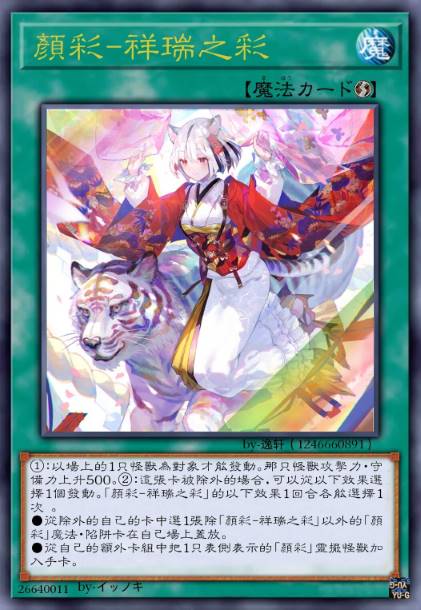 顏彩-祥瑞之彩
魔
【魔法カード】
by-逸轩（1246660891）
①:以場上的1只怪獸為對象才能發動。那只怪獸攻擊力·守
備力上升500。②:這張卡被除外的場合,可以從以下效果選
擇1個發動。「顏彩-祥瑞之彩」的以下效果1回合各能選擇1
次 。
●從除外的自己的卡中選1張除「顏彩-祥瑞之彩」以外的「顏
彩」魔法·陷阱卡在自己場上蓋放。
●從自己的額外卡組中把1只表側表示的「顏彩」靈擺怪獸加
入手卡。
26640011 by-イッノキ